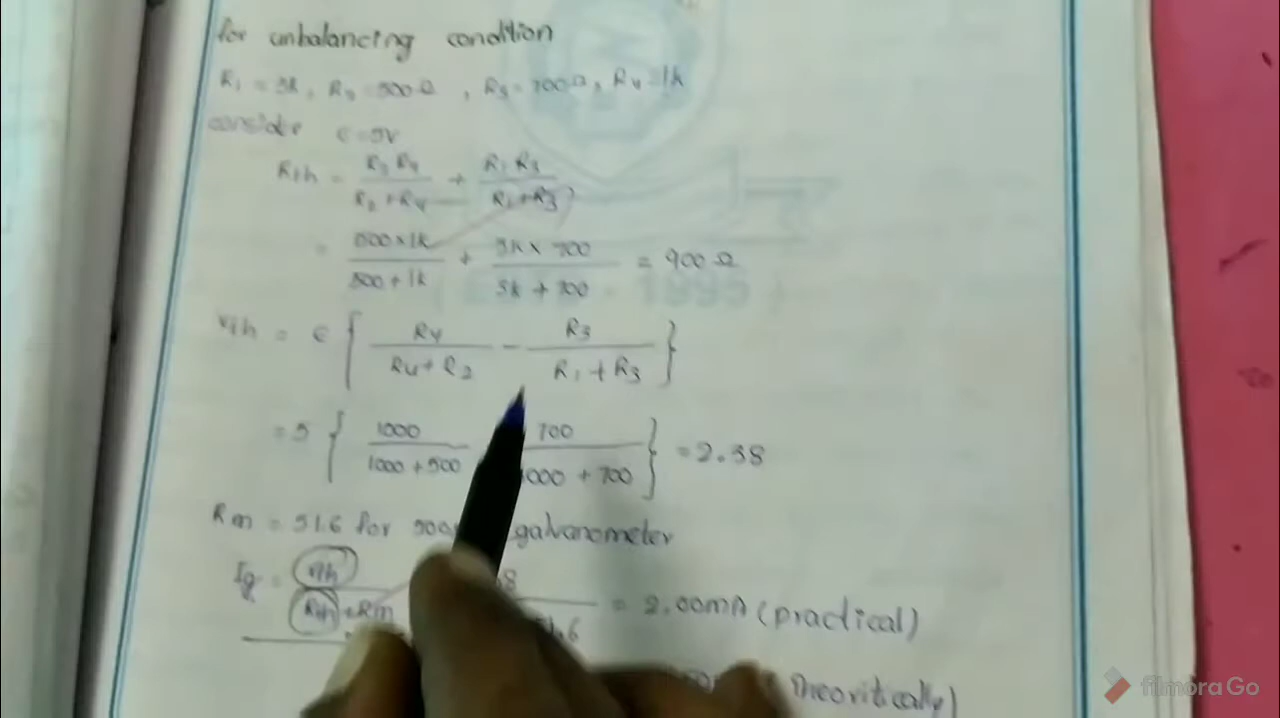 for unbalancing condition
R1 = 5k, R2 = 500Ω, R3 = 700Ω, R4 = 1k
consider E = 5V
Rth = R2 R4 / R2 + R4 + R1 R3 / R1 + R3
= 500 × 1k / 500 + 1k + 5k × 700 / 5k + 700 = 900 Ω
1995
Vth = E { R4 / R4 + R2 - R3 / R1 + R3 }
= 5 { 1000 / 1000 + 500 700 / 000 + 700 } = 2.38
Rm = 51.6 for galvanometer
Ig = Vth / Rth + Rm = 2.00mA (practical)
Theoritically)
filmora Go